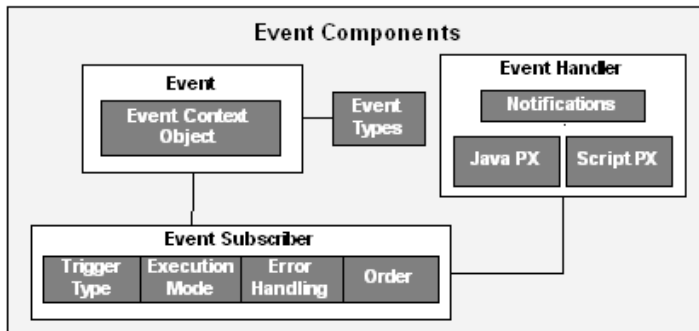 Event Components
Event
Event Context
Object
Event
Types
Event Handler
Notifications
Java PX
Script PX
Event Subscriber
Trigger
Type
Execution
Mode
Error
Handling
Order